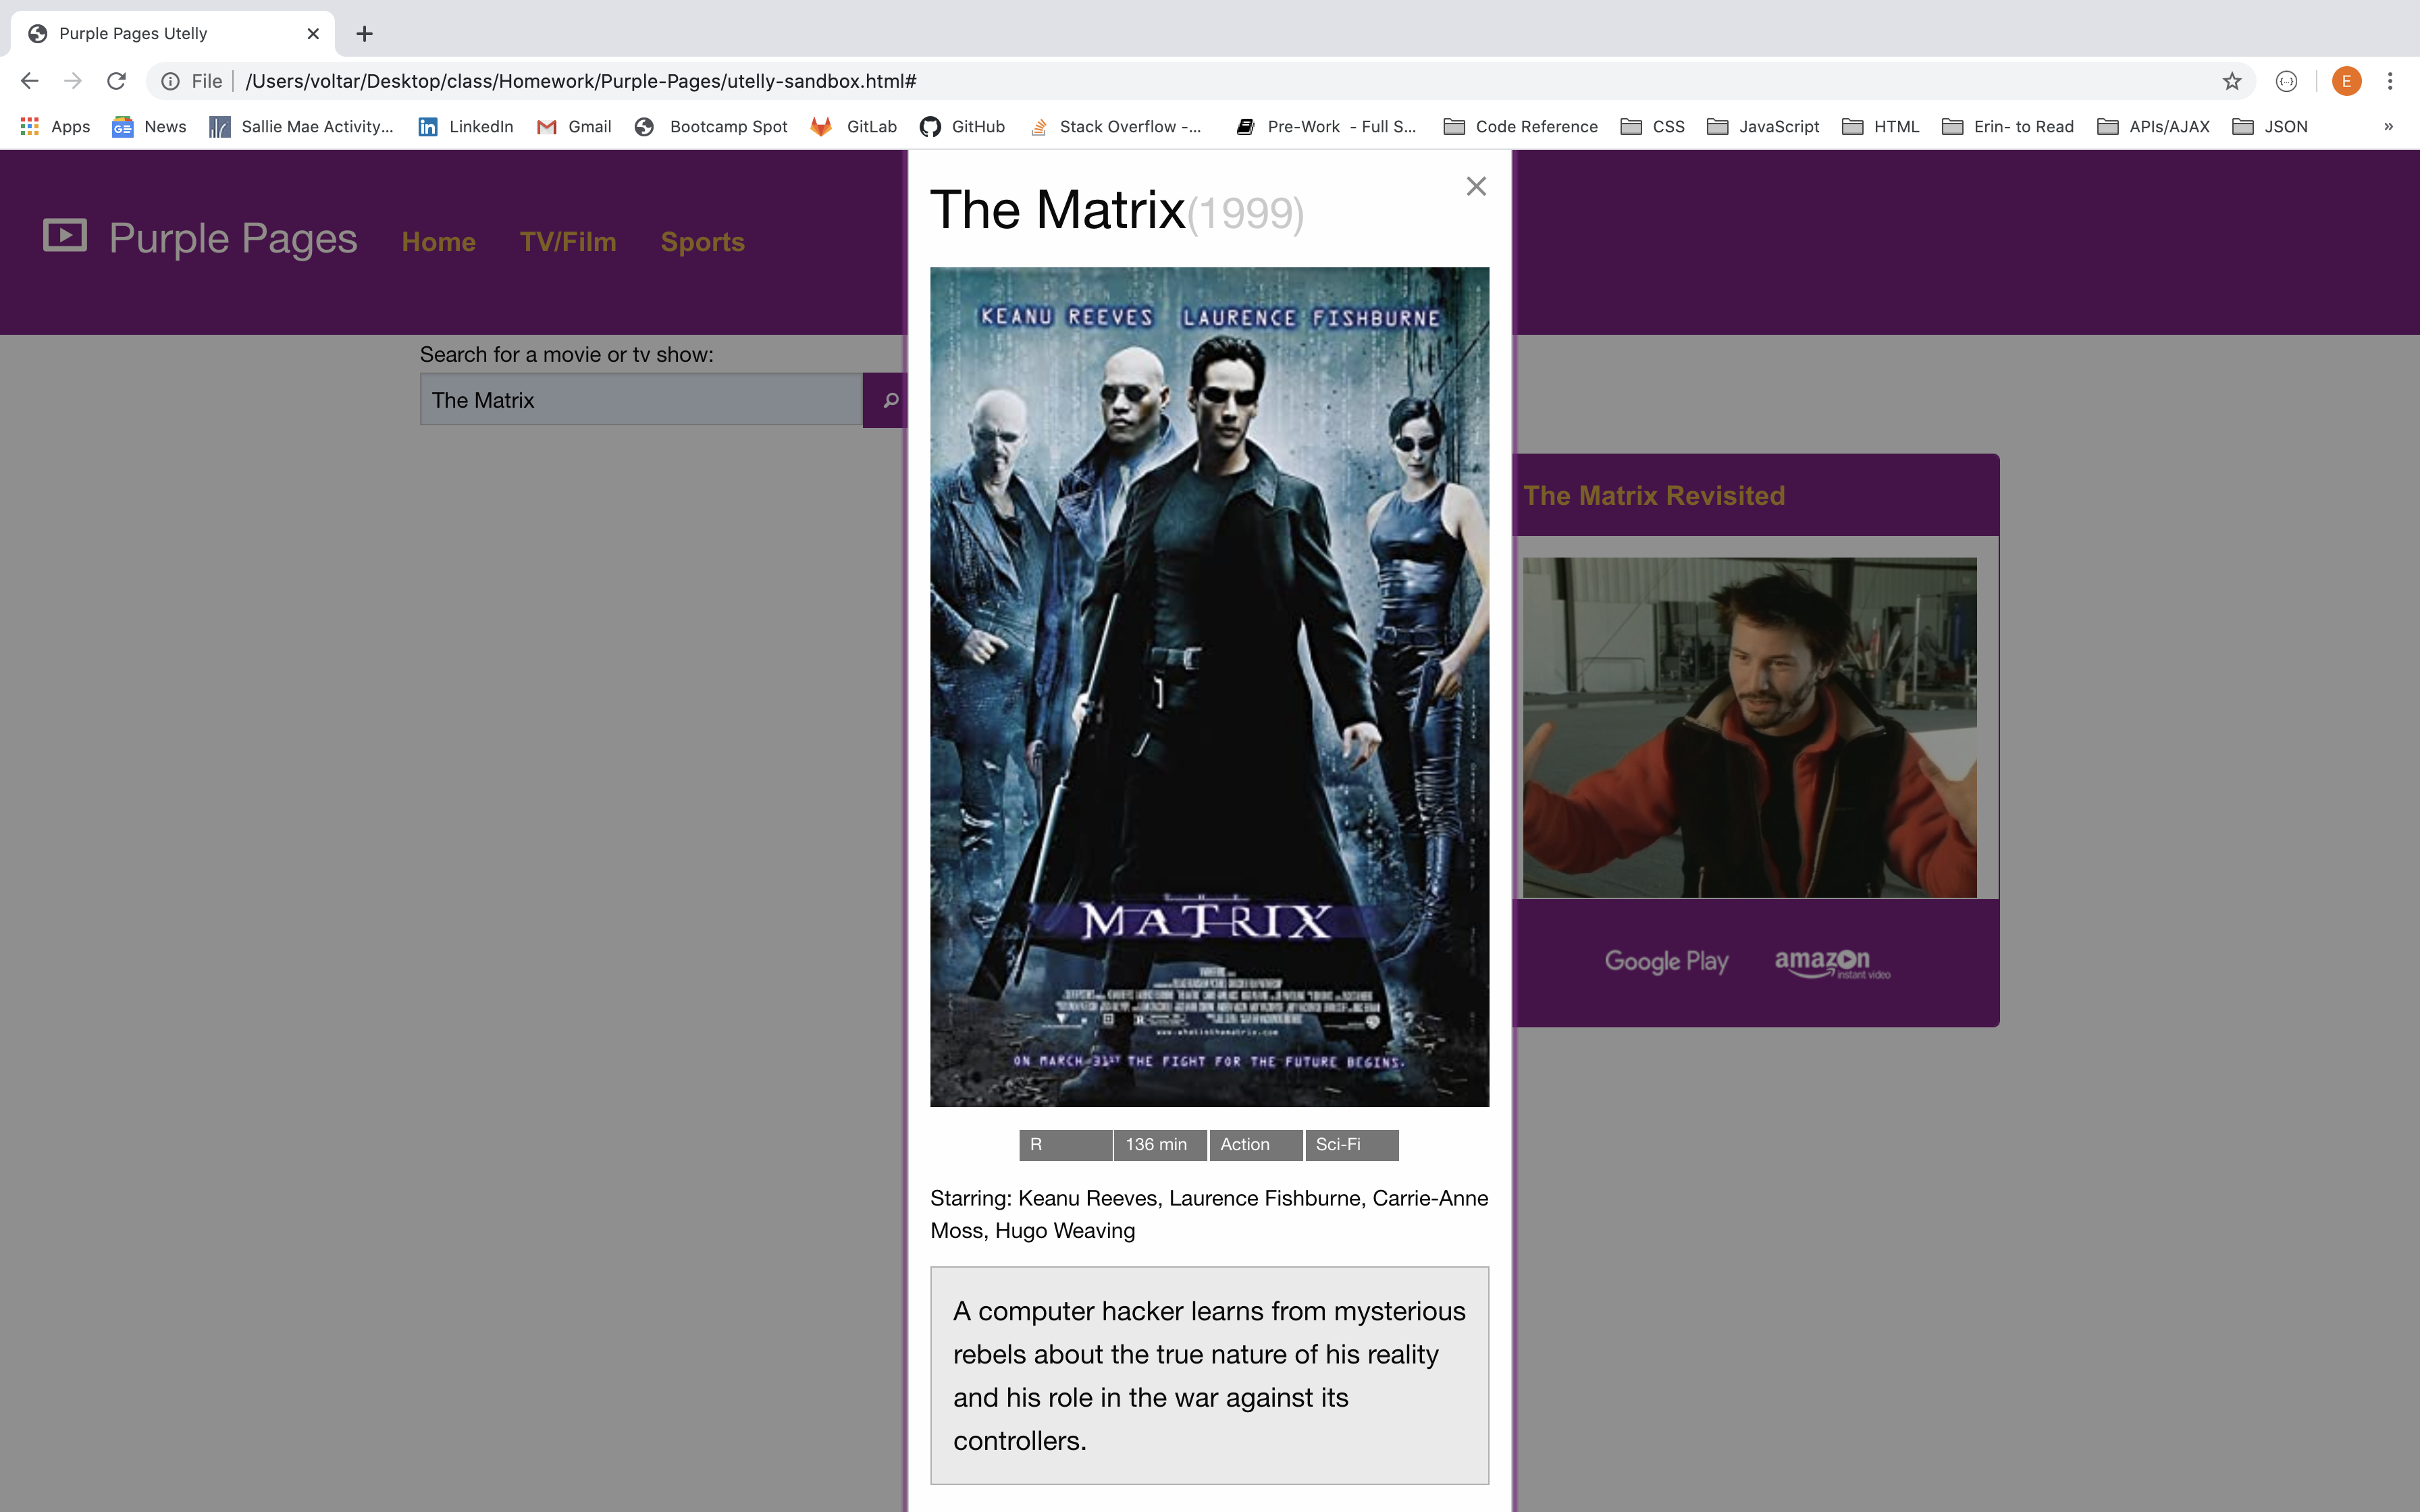 Purple Pages Utelly
File
/Users/voltar/Desktop/class/Homework/Purple-Pages/utelly-sandbox.html#
E
Apps
News
Sallie Mae Activity...
LinkedIn
Gmail
Bootcamp Spot
GitLab
GitHub
Stack Overflow -...
Pre-Work - Full S...
Code Reference
CSS
JavaScript
HTML
Erin- to Read
APIs/AJAX
JSON
»
Purple Pages
Home
TV/Film
Sports
Search for a movie or tv show:
The Matrix
The Matrix(1999)
KEANU REEVES LAURENCE FISHBURNE
THE
MATRIX
www.whatisthematrix.com
ON MARCH 31ST THE FIGHT FOR THE FUTURE BEGINS.
R
136 min
Action
Sci-Fi
Starring: Keanu Reeves, Laurence Fishburne, Carrie-Anne
Moss, Hugo Weaving
A computer hacker learns from mysterious
rebels about the true nature of his reality
and his role in the war against its
controllers.
The Matrix Revisited
Google Play
amazon
instant video